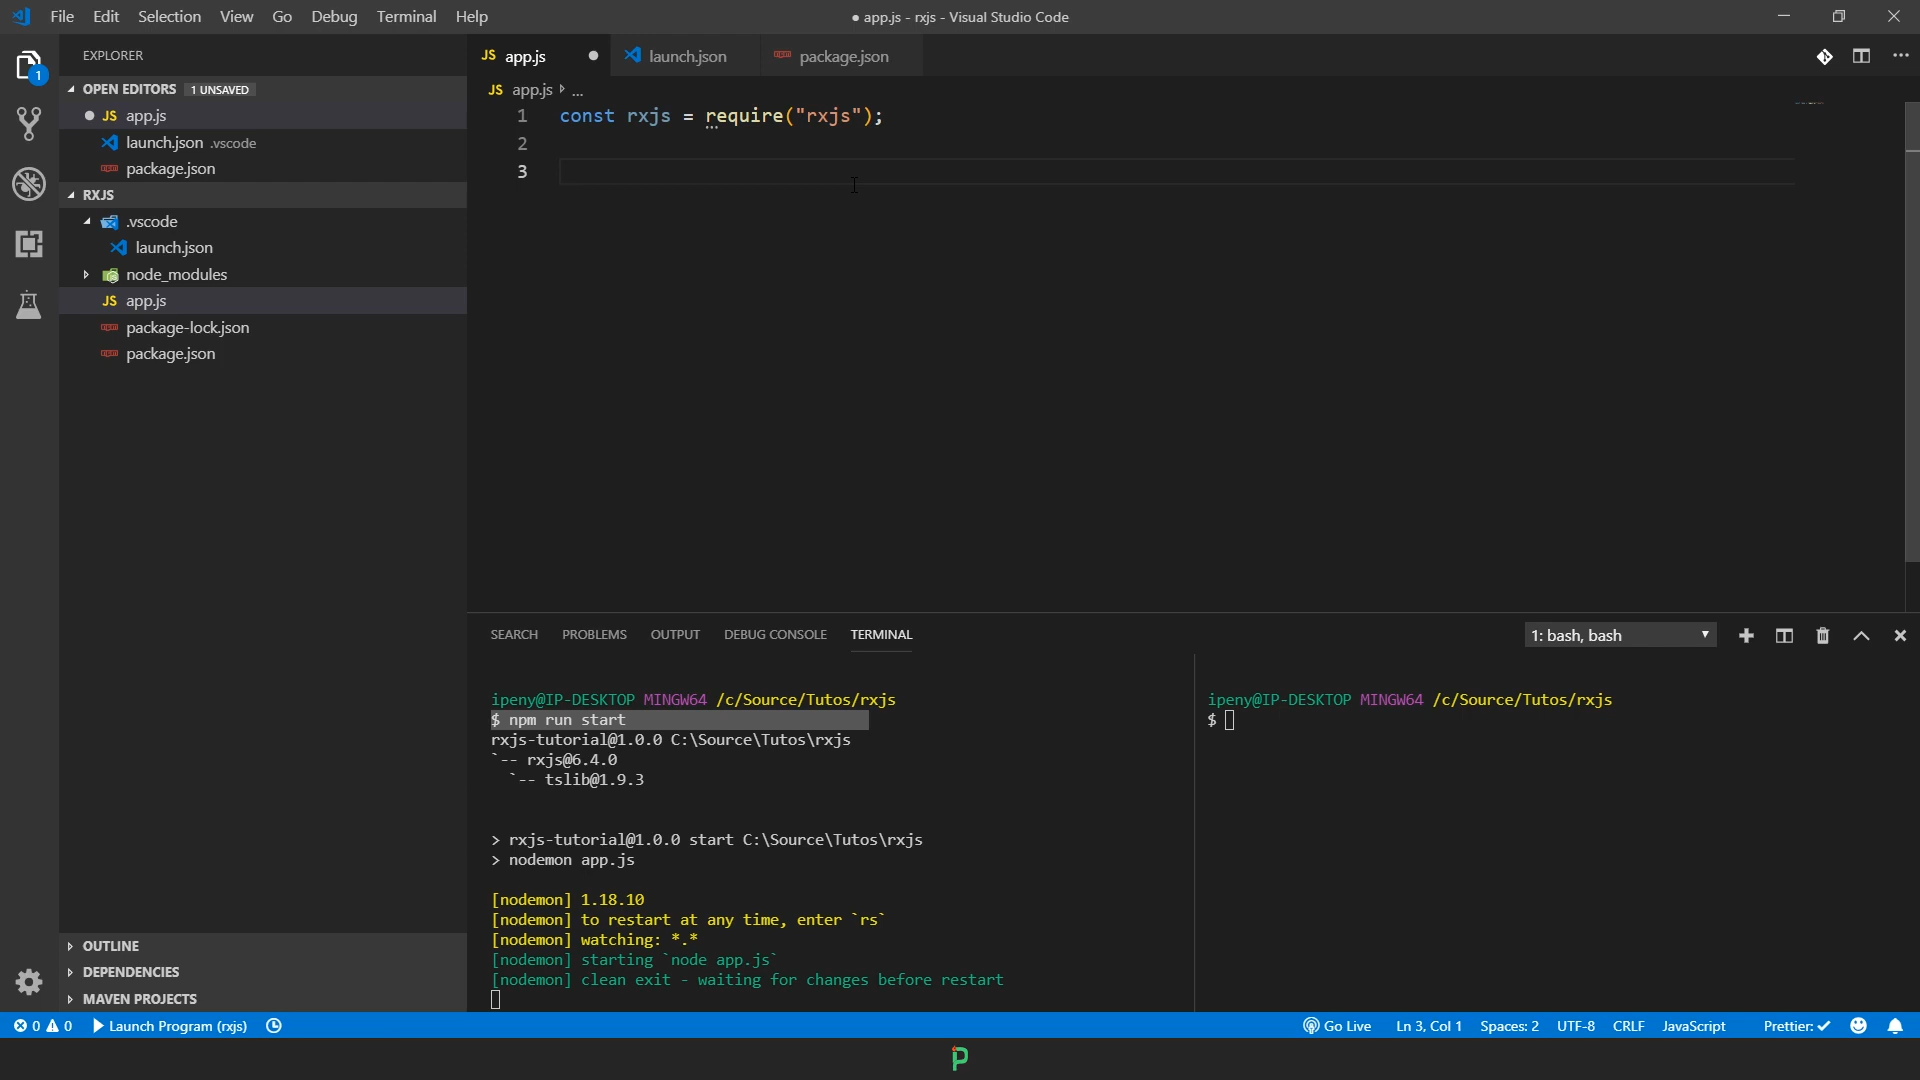 File Edit Selection View Go Debug Terminal Help
● app.js - rxjs - Visual Studio Code
EXPLORER
1
OPEN EDITORS 1 UNSAVED
JS app.js
launch.json .vscode
package.json
RXJS
.vscode
launch.json
node_modules
JS app.js
package-lock.json
package.json
OUTLINE
DEPENDENCIES
MAVEN PROJECTS
JS app.js
launch.json
package.json
JS app.js ...
1 const rxjs = require("rxjs");
2
3
SEARCH PROBLEMS OUTPUT DEBUG CONSOLE TERMINAL
1: bash, bash
ipeny@IP-DESKTOP MINGW64 /c/Source/Tutos/rxjs
$ npm run start
rxjs-tutorial@1.0.0 C:\Source\Tutos\rxjs
`-- rxjs@6.4.0
`-- tslib@1.9.3
> rxjs-tutorial@1.0.0 start C:\Source\Tutos\rxjs
> nodemon app.js
[nodemon] 1.18.10
[nodemon] to restart at any time, enter `rs`
[nodemon] watching: *.*
[nodemon] starting `node app.js`
[nodemon] clean exit - waiting for changes before restart
ipeny@IP-DESKTOP MINGW64 /c/Source/Tutos/rxjs
$
0 0 Launch Program (rxjs)
Go Live Ln 3, Col 1 Spaces: 2 UTF-8 CRLF JavaScript Prettier: ✓